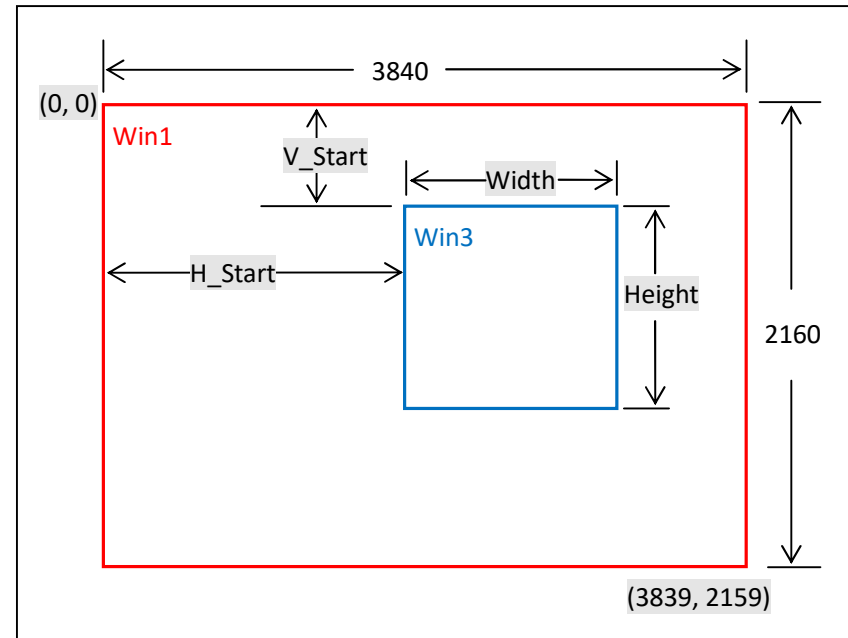 3840
(0, 0)
Win1
V_Start
Width
Win3
H_Start
Height
2160
(3839, 2159)